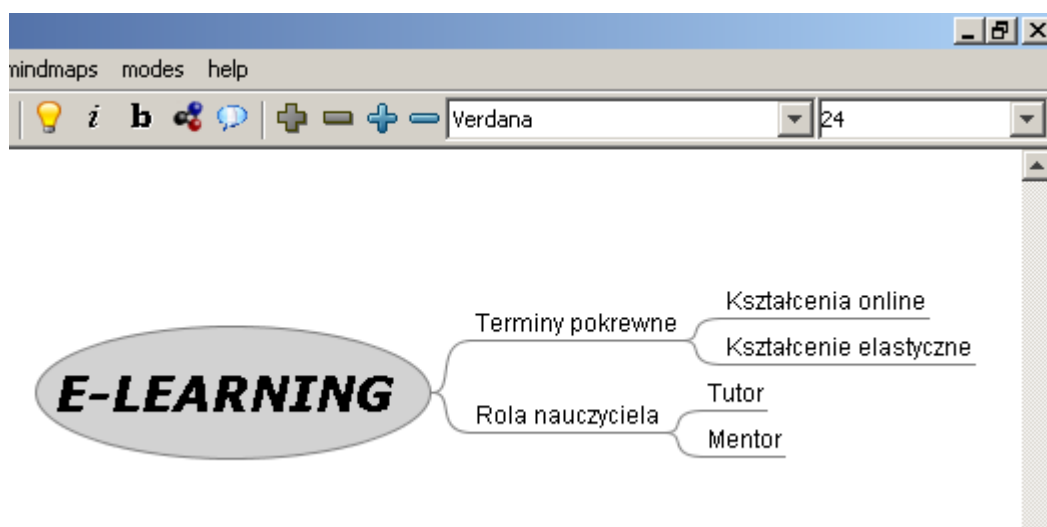 mindmaps modes help
i b Verdana 24
Kształcenia online
Terminy pokrewne
Kształcenie elastyczne
E-LEARNING
Tutor
Rola nauczyciela
Mentor